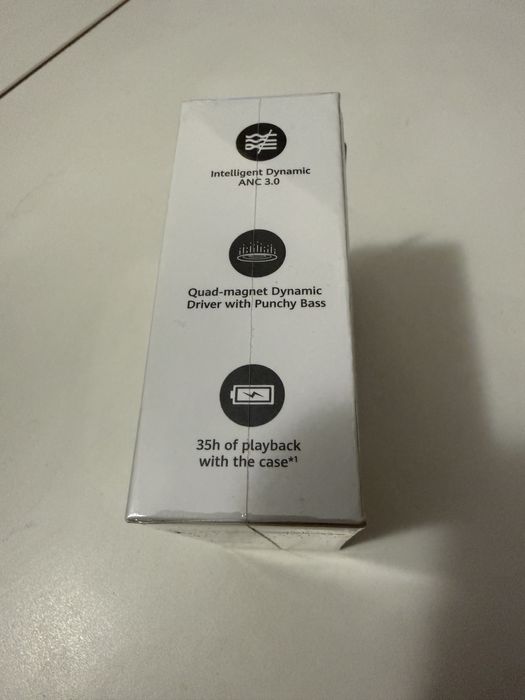 Intelligent Dynamic
ANC 3.0
Quad-magnet Dynamic
Driver with Punchy Bass
35h of playback
with the case*1